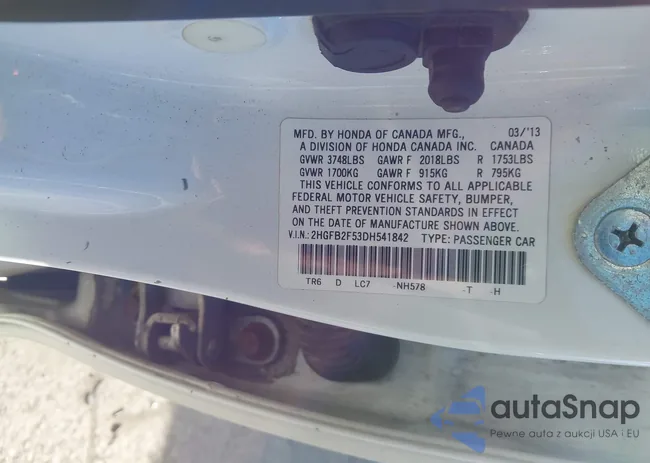 MFD. BY HONDA OF CANADA MFG., 03/'13
A DIVISION OF HONDA CANADA INC. CANADA
GVWR 3748LBS GAWR F 2018LBS R 1753LBS
GVWR 1700KG GAWR F 915KG R 795KG
THIS VEHICLE CONFORMS TO ALL APPLICABLE
FEDERAL MOTOR VEHICLE SAFETY, BUMPER,
AND THEFT PREVENTION STANDARDS IN EFFECT
ON THE DATE OF MANUFACTURE SHOWN ABOVE.
V.I.N.: 2HGFB2F53DH541842 TYPE: PASSENGER CAR
TR6 D LC7 -NH578 -T -H
autaSnap
Pewne auta z aukcji USA i EU